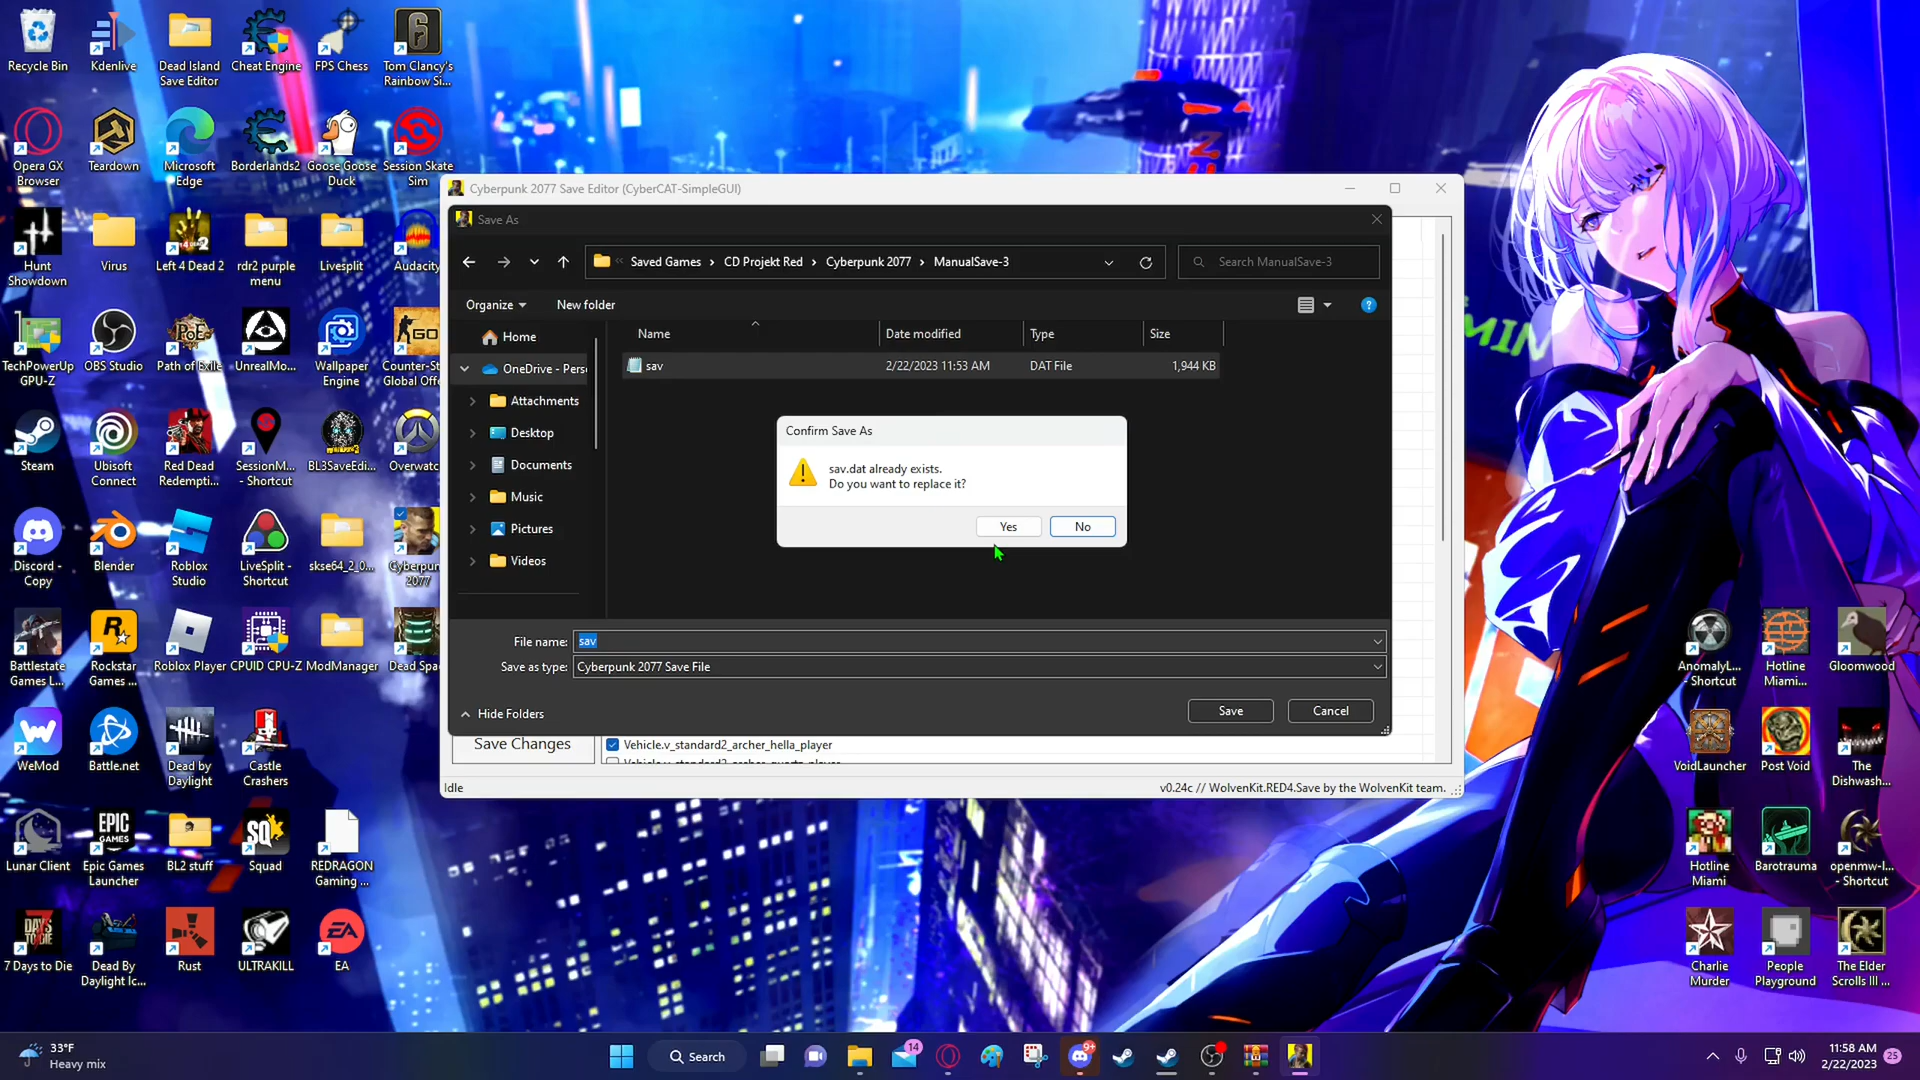 Recycle Bin
Kdenlive
Dead Island
Save Editor
Cheat Engine
FPS Chess
Tom Clancy's
Rainbow Si...
Opera GX
Browser
Teardown
Microsoft
Edge
Borderlands2
Goose Goose
Duck
Session Skate
Sim
Hunt
Showdown
Virus
Left 4 Dead 2
rdr2 purple
menu
Livesplit
Audacity
TechPowerUp
GPU-Z
OBS Studio
Path of Exile
UnrealMo...
Wallpaper
Engine
Counter-St
Global Offe
Steam
Ubisoft
Connect
Red Dead
Redempti...
SessionM...
- Shortcut
BL3SaveEdi...
Overwatc
Discord -
Copy
Blender
Roblox
Studio
LiveSplit -
Shortcut
skse64_2_0...
Cyberpun
2077
Battlestate
Games L...
Rockstar
Games ...
Roblox Player
CPUID CPU-Z
ModManager
Dead Spa
WeMod
Battle.net
Dead by
Daylight
Castle
Crashers
Lunar Client
Epic Games
Launcher
BL2 stuff
Squad
REDRAGON
Gaming ...
7 Days to Die
Dead By
Daylight Ic...
Rust
ULTRAKILL
EA
Cyberpunk 2077 Save Editor (CyberCAT-SimpleGUI)
Save As
Saved Games
CD Projekt Red
Cyberpunk 2077
ManualSave-3
Search ManualSave-3
Organize
New folder
Name
Date modified
Type
Size
Home
OneDrive - Pers
Attachments
Desktop
Documents
Music
Pictures
Videos
sav
2/22/2023 11:53 AM
DAT File
1,944 KB
Confirm Save As
sav.dat already exists.
Do you want to replace it?
Yes
No
File name:
sav
Save as type:
Cyberpunk 2077 Save File
Hide Folders
Save
Cancel
Save Changes
Vehicle.v_standard2_archer_hella_player
Idle
v0.24c // WolvenKit.RED4.Save by the WolvenKit team.
AnomalyL...
- Shortcut
Hotline
Miami...
Gloomwood
VoidLauncher
Post Void
The
Dishwash...
Hotline
Miami
Barotrauma
openmw-l...
- Shortcut
Charlie
Murder
People
Playground
The Elder
Scrolls III ...
33°F
Heavy mix
Search
14
9+
11:58 AM
2/22/2023
25